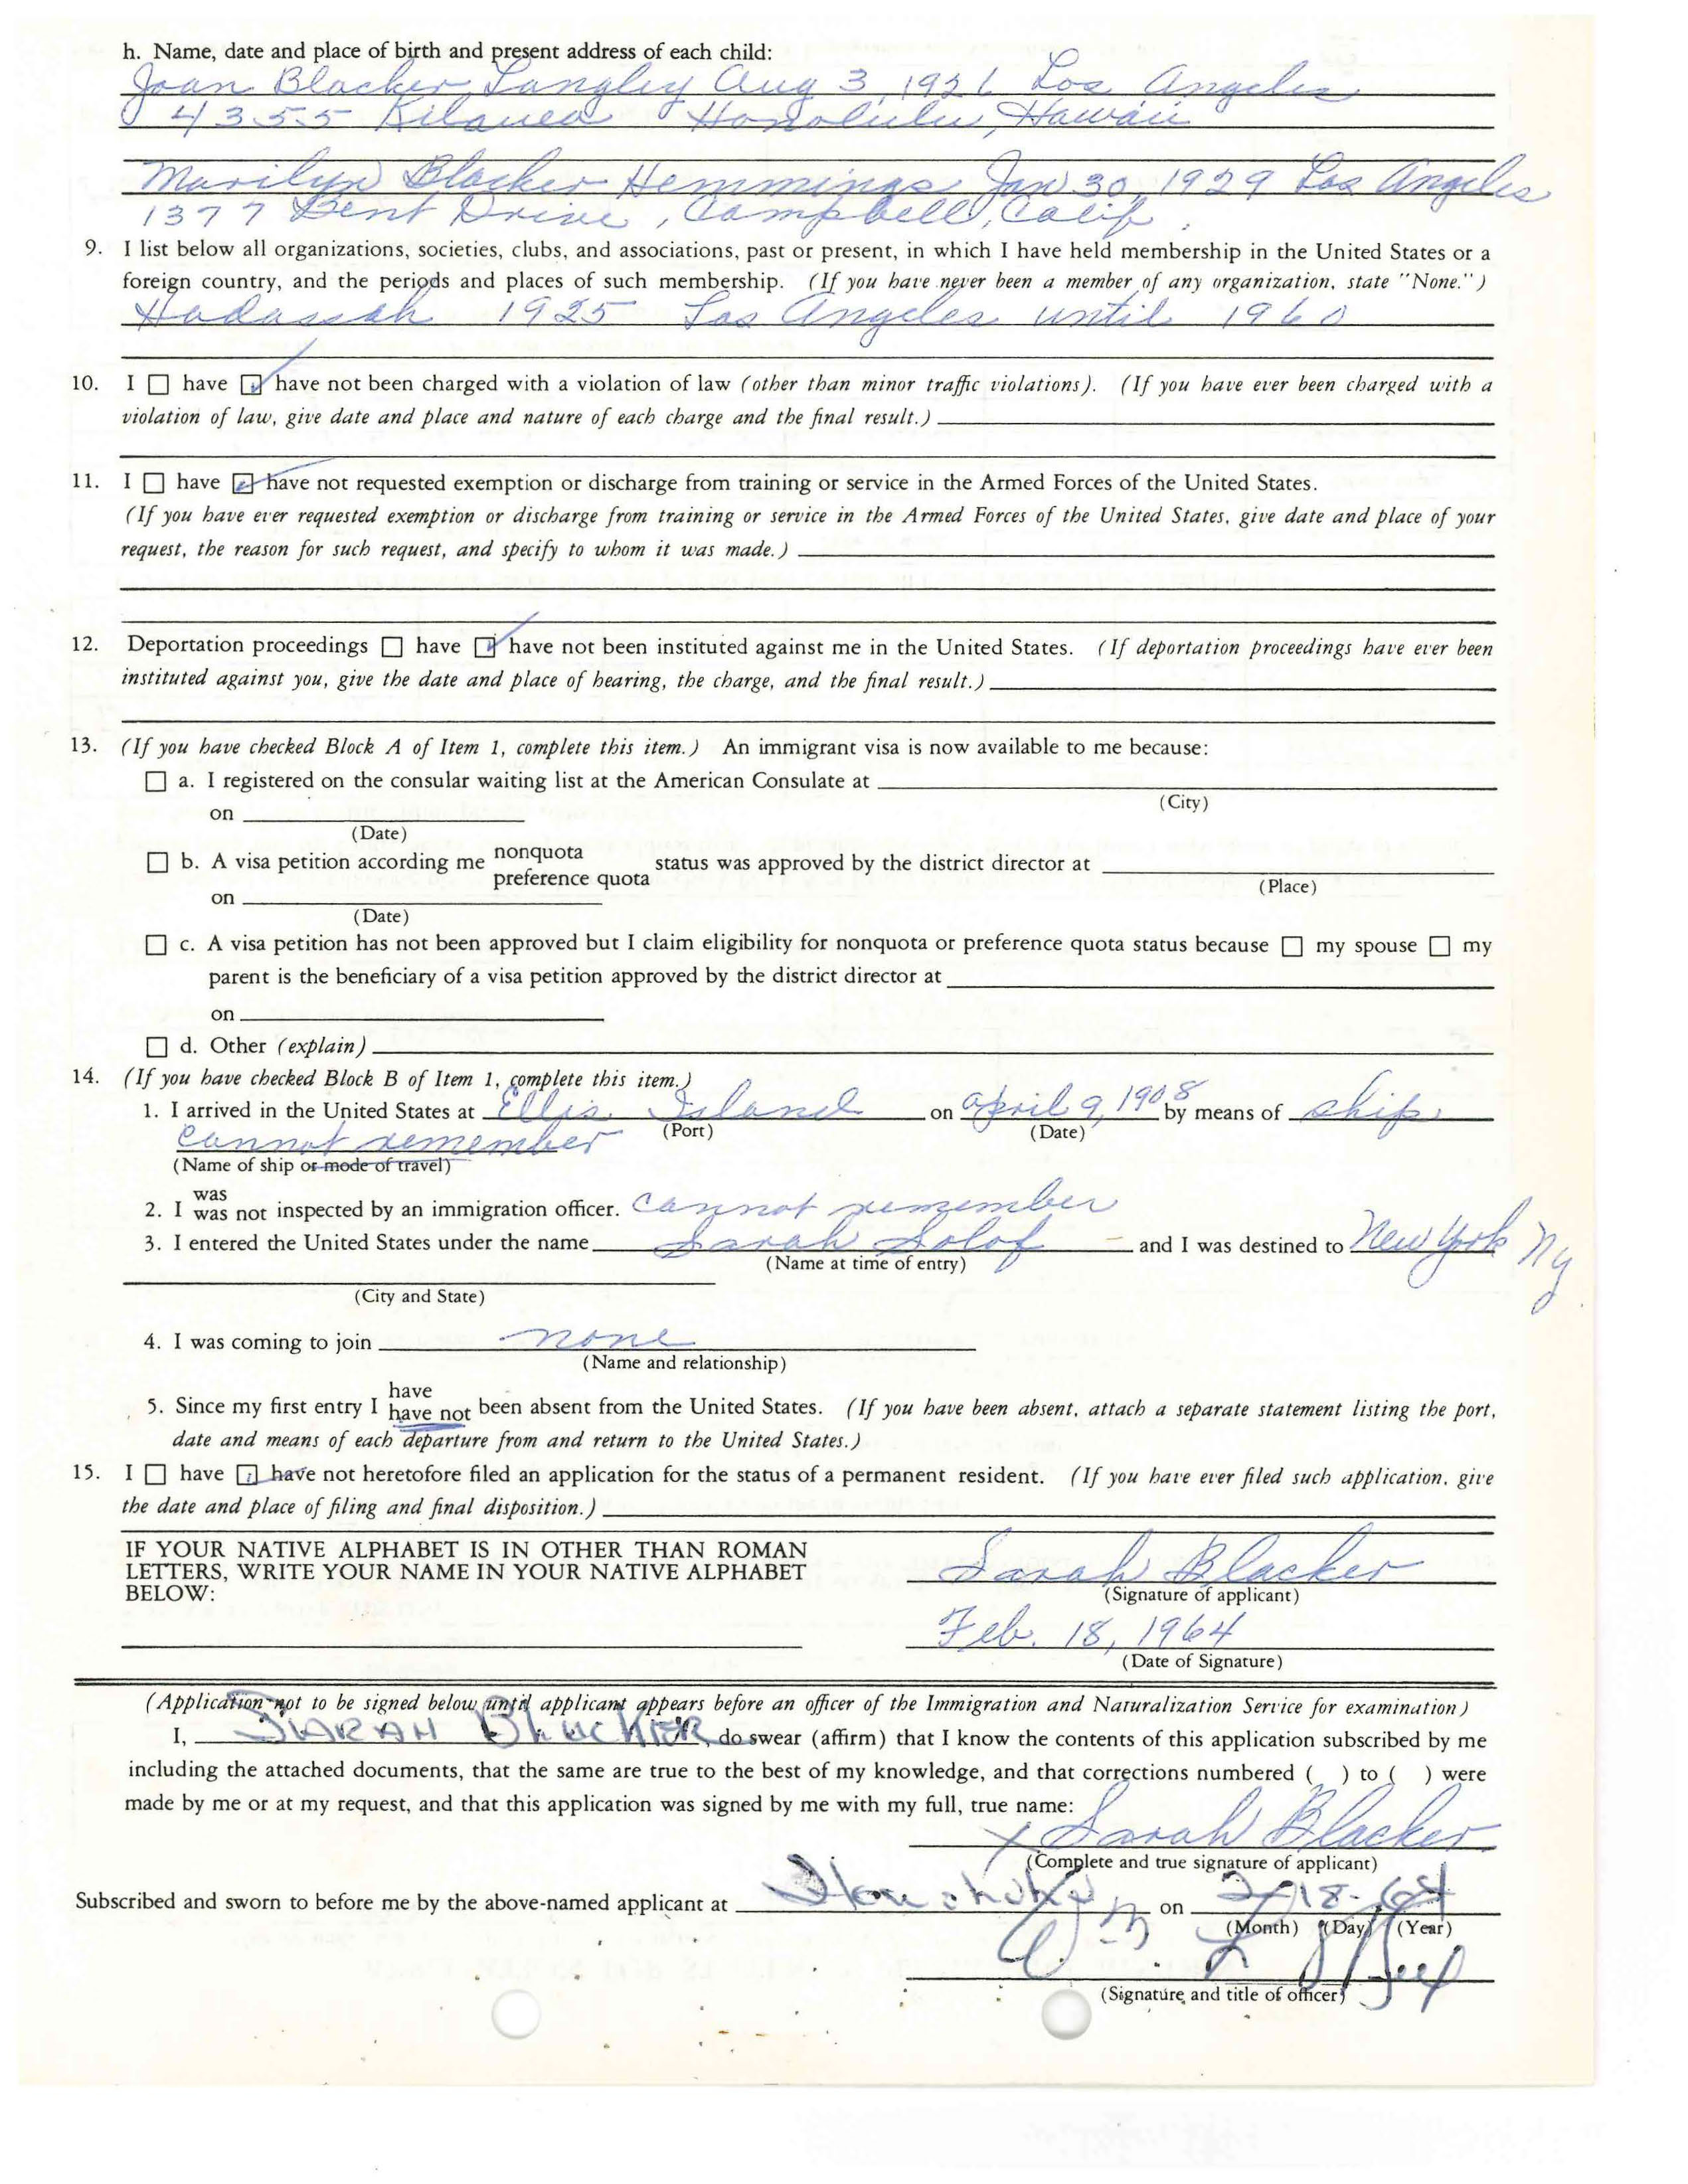 h. Name, date and place of birth and present address of each child:
Joan Blacker Langley Aug 3, 1921 Los Angeles
4355 Kilauea Honolulu, Hawaii
Marilyn Blacker Hemmings Jan 30, 1929 Los Angeles
1377 Bent Drive, Campbell, Calif.
9. I list below all organizations, societies, clubs, and associations, past or present, in which I have held membership in the United States or a
foreign country, and the periods and places of such membership. (If you have never been a member of any organization, state "None.")
Hadassah 1925 Los Angeles until 1960
10. I ☐ have ☑ have not been charged with a violation of law (other than minor traffic violations). (If you have ever been charged with a
violation of law, give date and place and nature of each charge and the final result.)
11. I ☐ have ☑ have not requested exemption or discharge from training or service in the Armed Forces of the United States.
(If you have ever requested exemption or discharge from training or service in the Armed Forces of the United States, give date and place of your
request, the reason for such request, and specify to whom it was made.)
12. Deportation proceedings ☐ have ☑ have not been instituted against me in the United States. (If deportation proceedings have ever been
instituted against you, give the date and place of hearing, the charge, and the final result.)
13. (If you have checked Block A of Item 1, complete this item.) An immigrant visa is now available to me because:
☐ a. I registered on the consular waiting list at the American Consulate at
(City)
on
(Date)
☐ b. A visa petition according me nonquota preference quota status was approved by the district director at
(Place)
on
(Date)
☐ c. A visa petition has not been approved but I claim eligibility for nonquota or preference quota status because ☐ my spouse ☐ my
parent is the beneficiary of a visa petition approved by the district director at
on
☐ d. Other (explain)
14. (If you have checked Block B of Item 1, complete this item.)
1. I arrived in the United States at Ellis Island on April 9, 1908 by means of ship
cannot remember (Port) (Date)
(Name of ship or mode of travel)
2. I was was not inspected by an immigration officer. cannot remember
3. I entered the United States under the name Sarah Solof and I was destined to New York NY
(Name at time of entry)
(City and State)
4. I was coming to join none
(Name and relationship)
5. Since my first entry I have have not been absent from the United States. (If you have been absent, attach a separate statement listing the port,
date and means of each departure from and return to the United States.)
15. I ☐ have ☑ have not heretofore filed an application for the status of a permanent resident. (If you have ever filed such application, give
the date and place of filing and final disposition.)
IF YOUR NATIVE ALPHABET IS IN OTHER THAN ROMAN
LETTERS, WRITE YOUR NAME IN YOUR NATIVE ALPHABET
BELOW:
Sarah Blacker
(Signature of applicant)
Feb. 18, 1964
(Date of Signature)
(Application not to be signed below until applicant appears before an officer of the Immigration and Naturalization Service for examination)
I, SARAH BLACKER, do swear (affirm) that I know the contents of this application subscribed by me
including the attached documents, that the same are true to the best of my knowledge, and that corrections numbered ( ) to ( ) were
made by me or at my request, and that this application was signed by me with my full, true name:
X Sarah Blacker
(Complete and true signature of applicant)
Subscribed and sworn to before me by the above-named applicant at Honolulu on 2-18-64
(Month) (Day) (Year)
(Signature and title of officer)